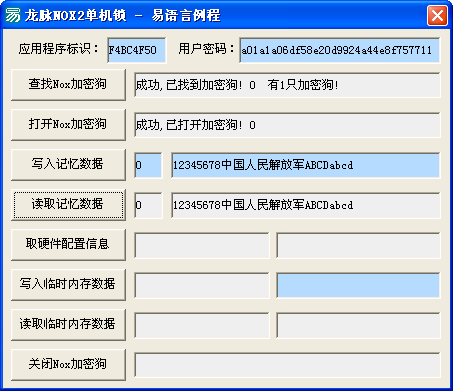 龙脉NOX2单机锁 - 易语言例程
应用程序标识: F4BC4F50 用户密码: a01a1a06df58e20d9924a44e8f757711
查找Nox加密狗 成功,已找到加密狗! 0 有1只加密狗!
打开Nox加密狗 成功,已打开加密狗! 0
写入记忆数据 0 12345678中国人民解放军ABCDabcd
读取记忆数据 0 12345678中国人民解放军ABCDabcd
取硬件配置信息
写入临时内存数据
读取临时内存数据
关闭Nox加密狗